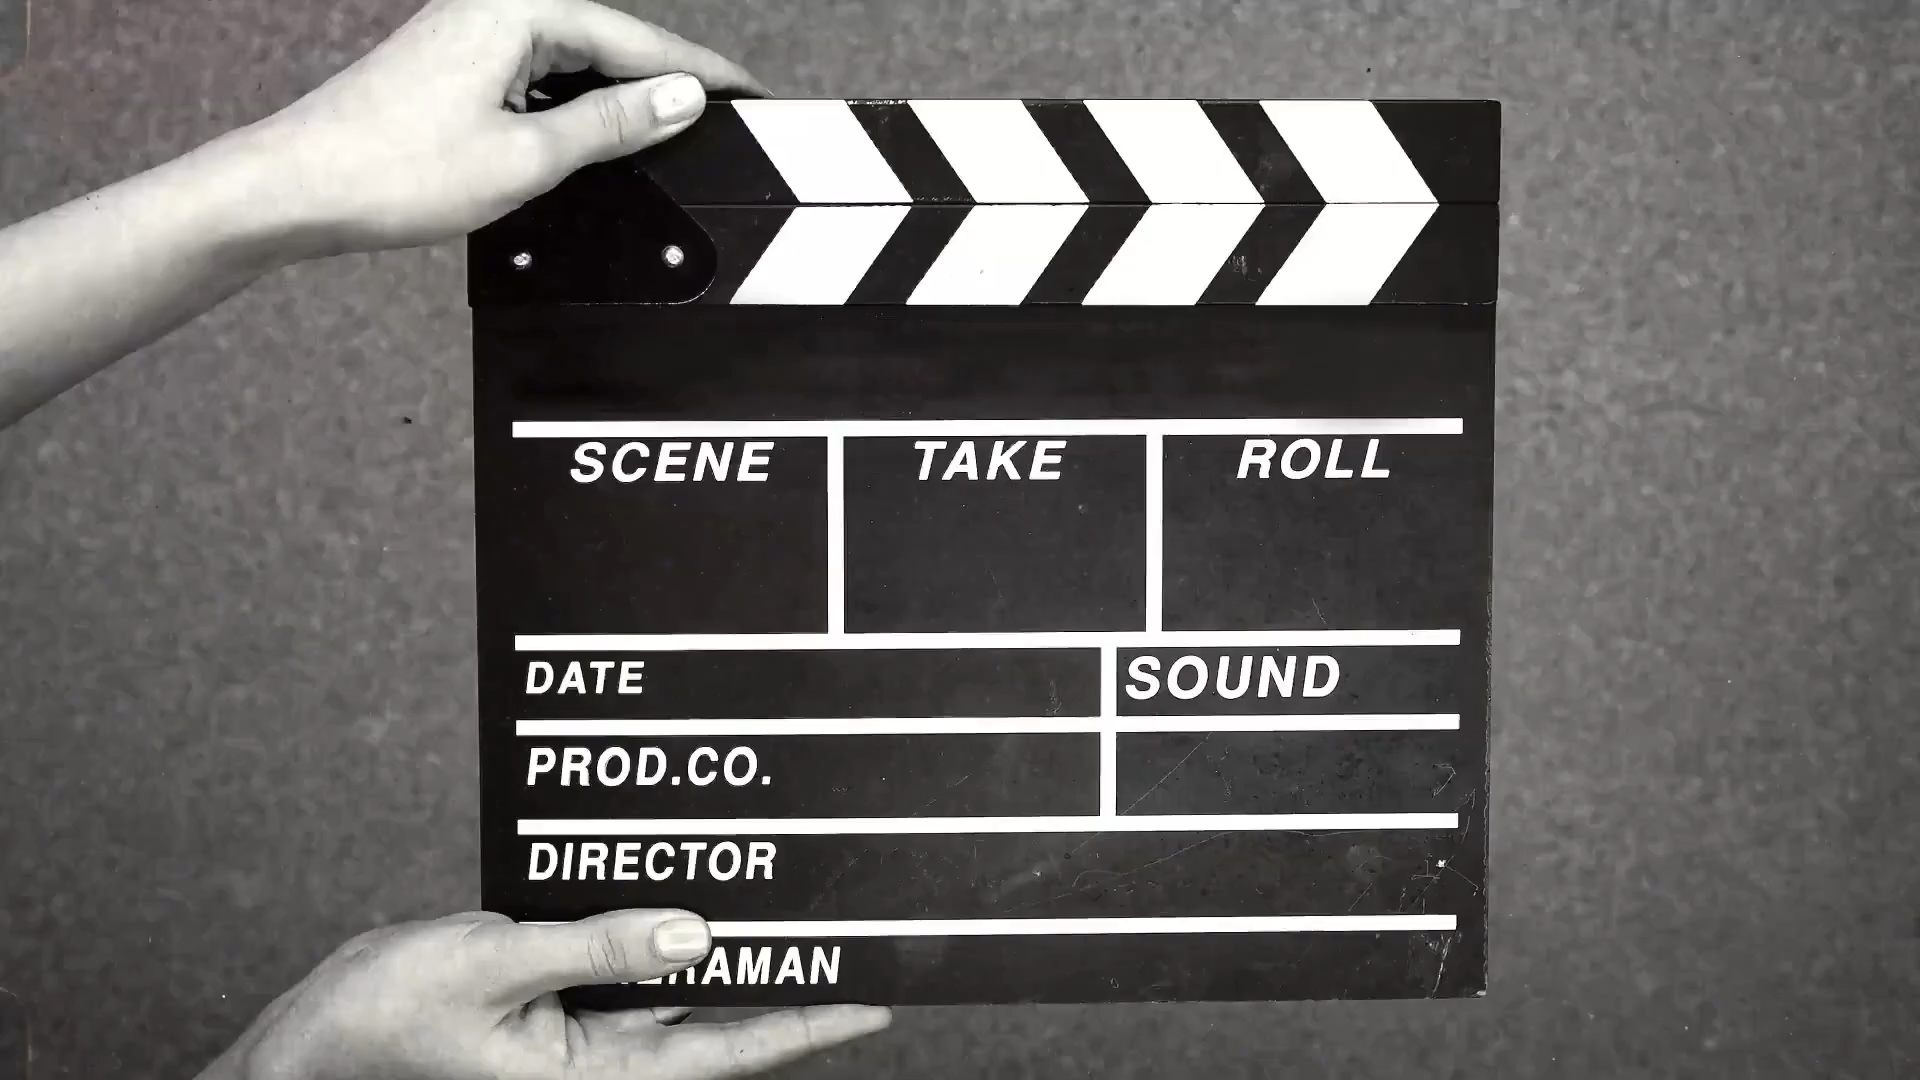 SCENE TAKE ROLL
DATE SOUND
PROD.CO.
DIRECTOR